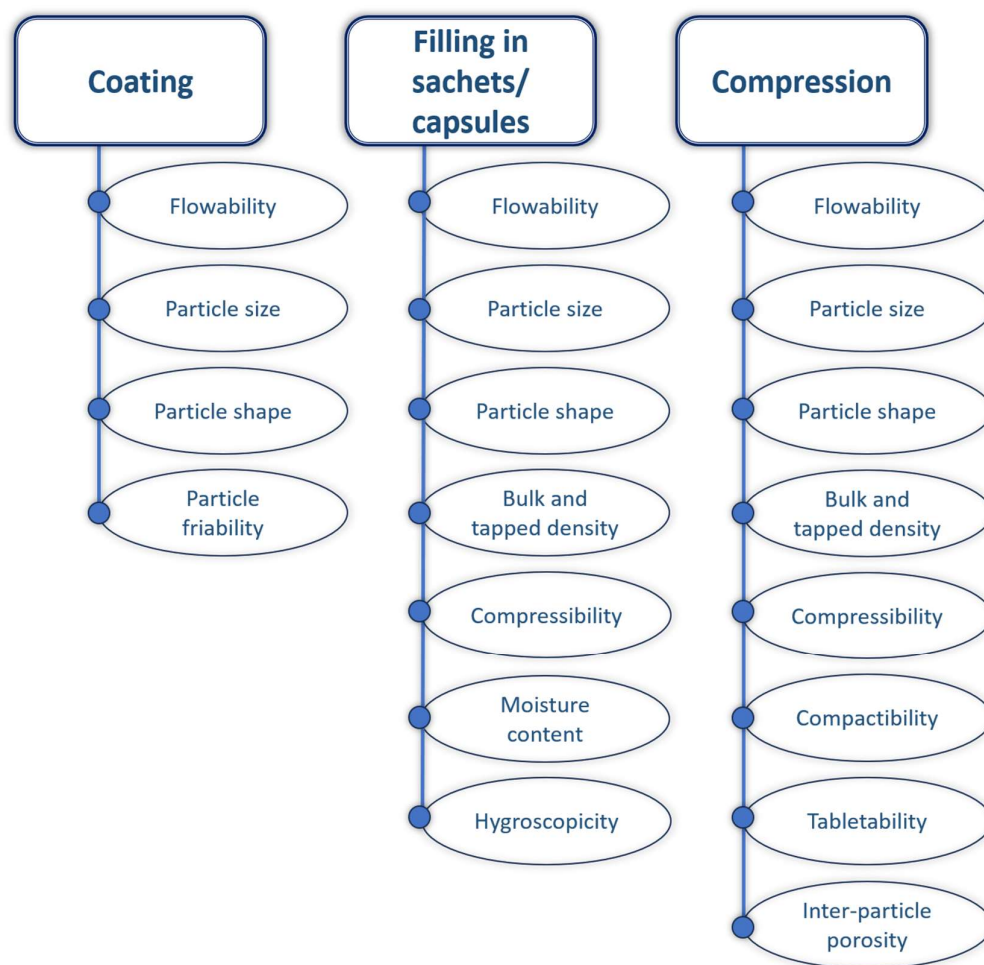 Coating
Flowability
Particle size
Particle shape
Particle
friability
Filling in
sachets/
capsules
Flowability
Particle size
Particle shape
Bulk and
tapped density
Compressibility
Moisture
content
Hygroscopicity
Compression
Flowability
Particle size
Particle shape
Bulk and
tapped density
Compressibility
Compactibility
Tabletability
Inter-particle
porosity